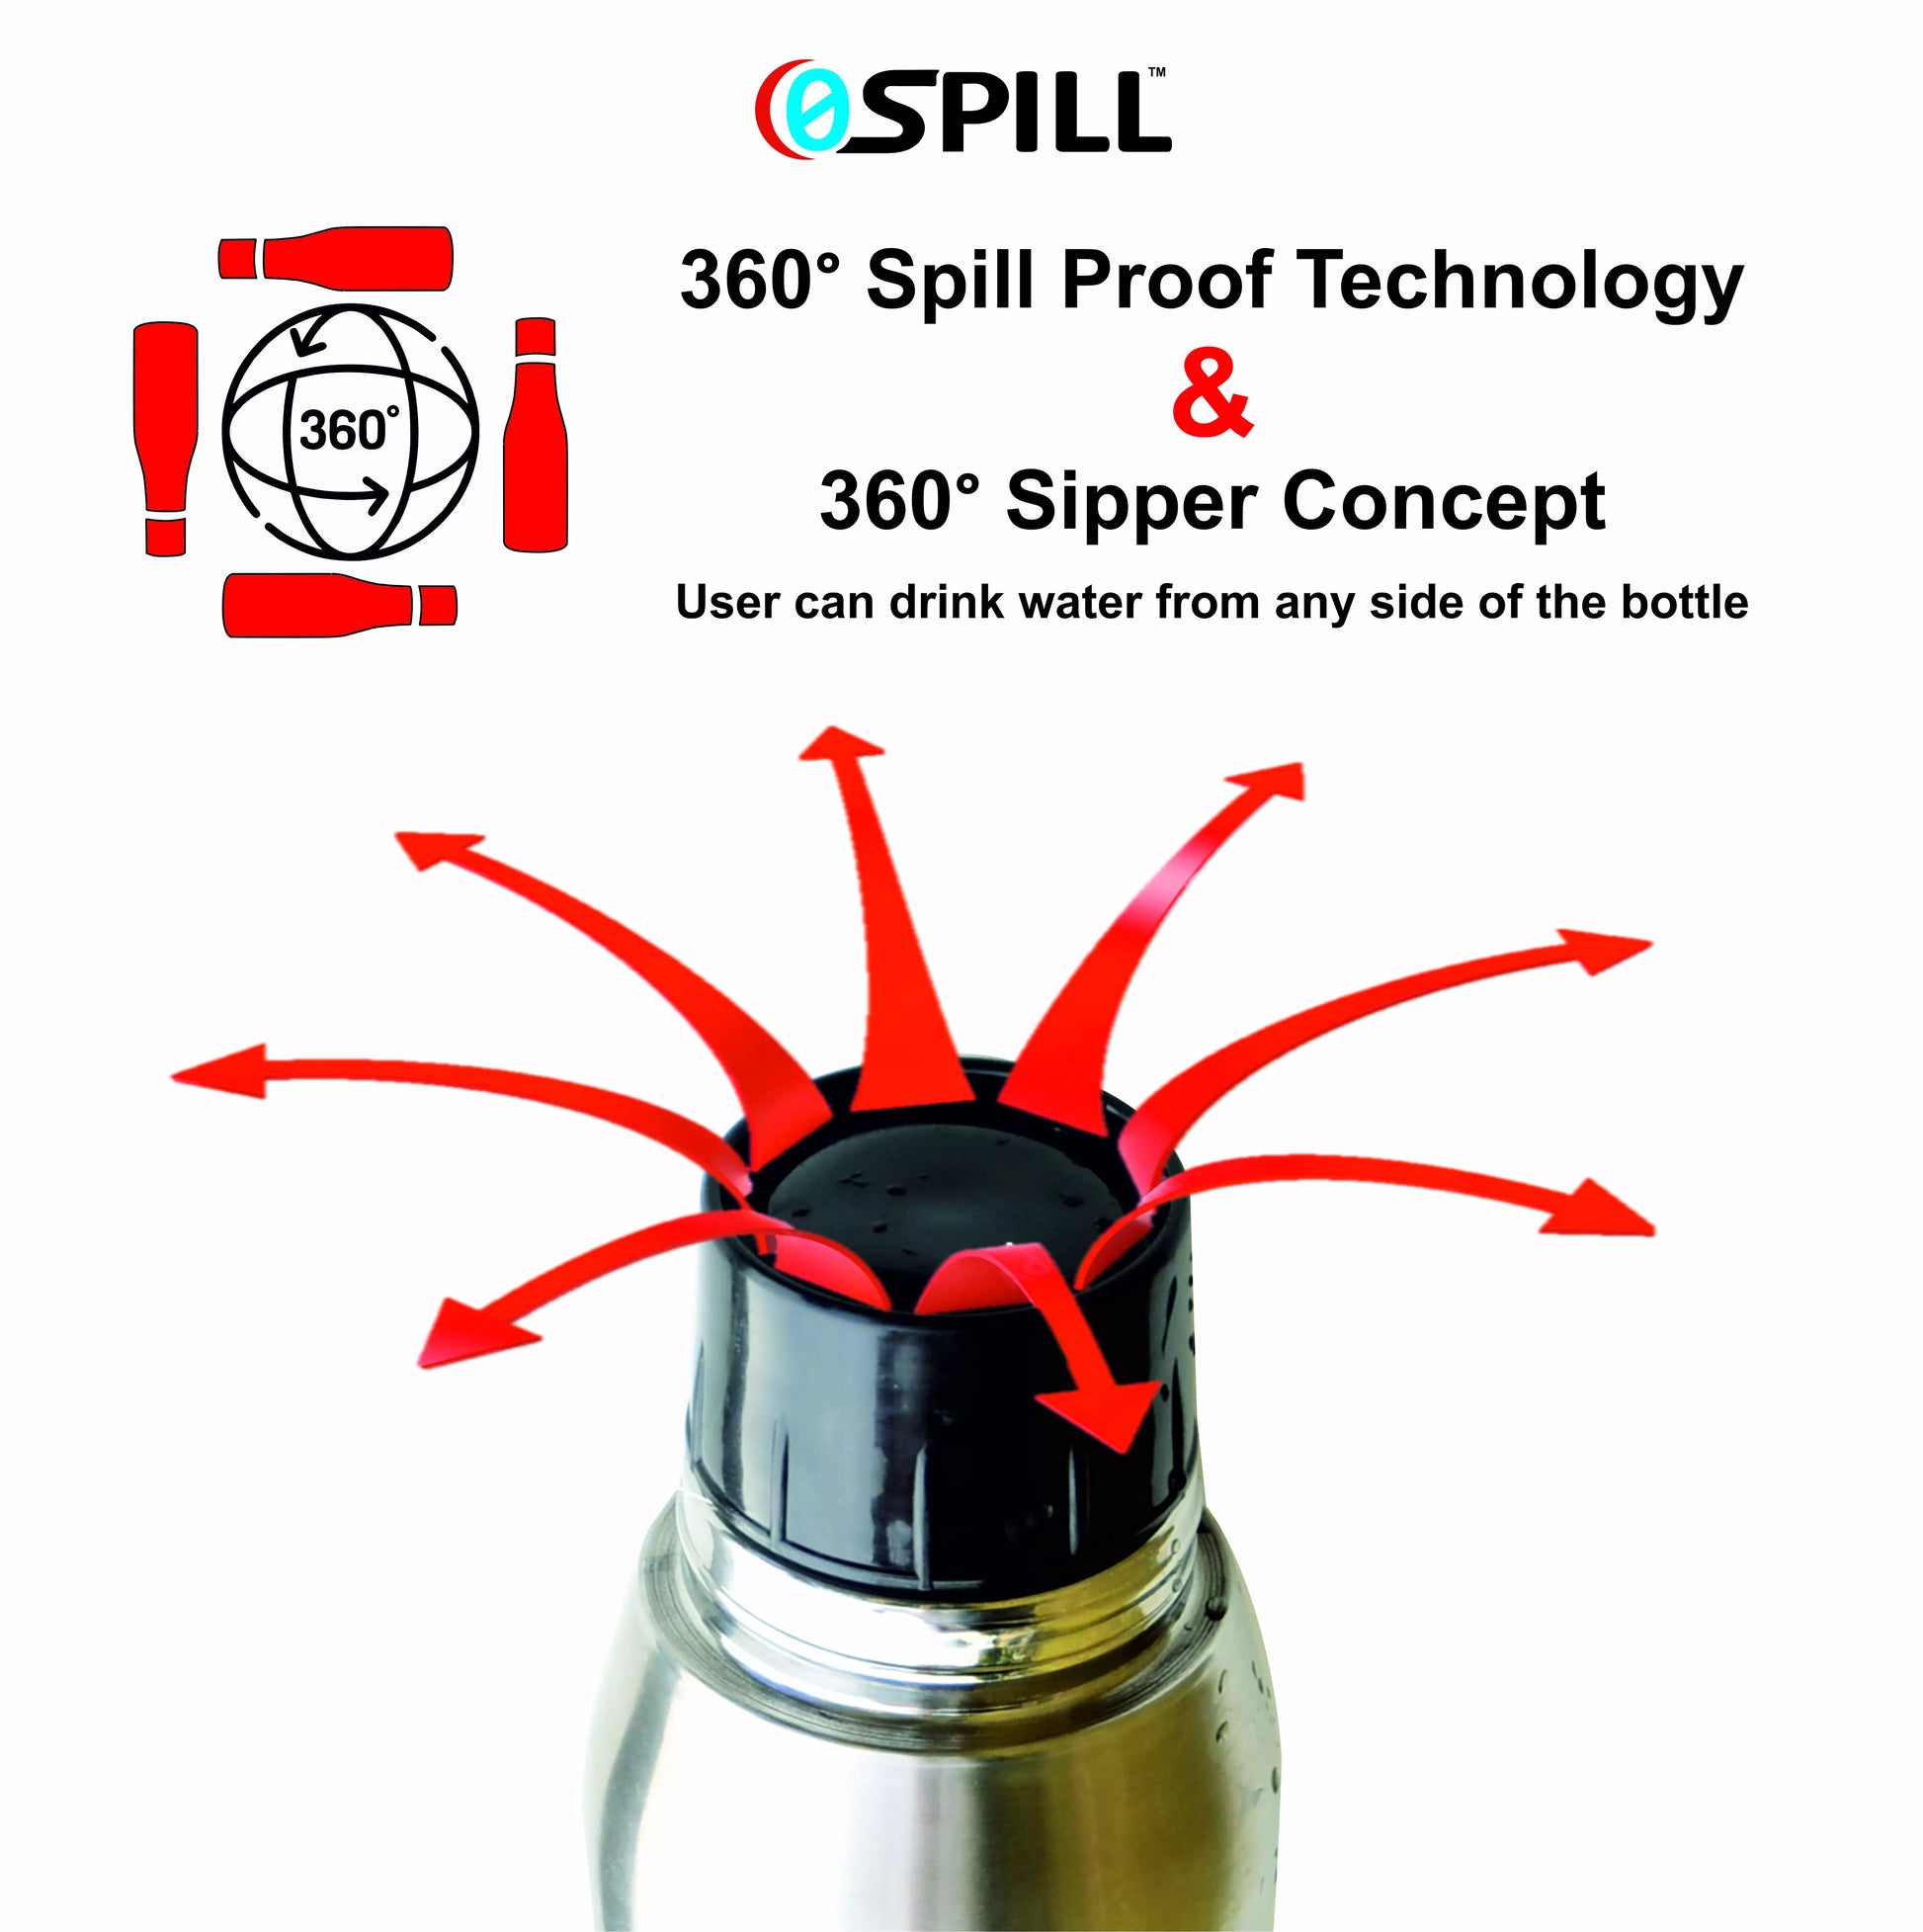 0SPILL™
360° Spill Proof Technology
&
360°
360° Sipper Concept
User can drink water from any side of the bottle